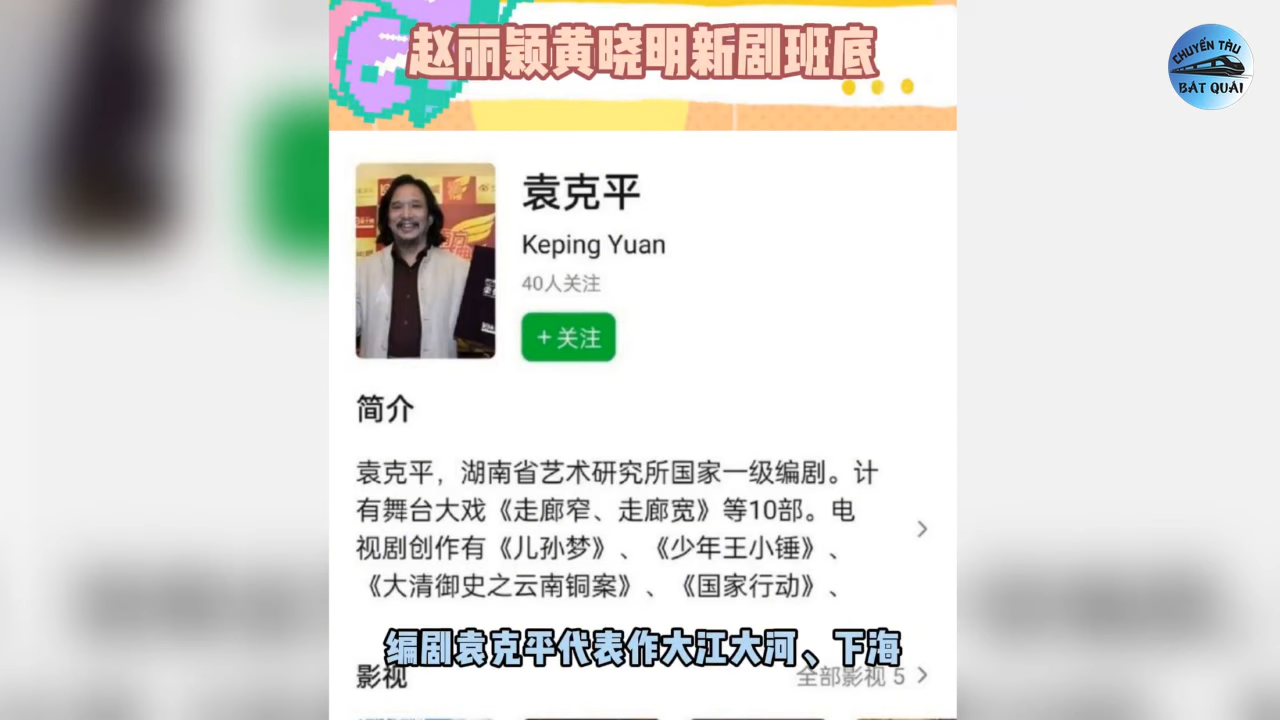 赵丽颖黄晓明新剧班底
CHUYẾN TÀU
BÁT QUÁI
袁克平
Keping Yuan
40人关注
+ 关注
简介
袁克平，湖南省艺术研究所国家一级编剧。计
有舞台大戏《走廊窄、走廊宽》等10部。电
视剧创作有《儿孙梦》、《少年王小锤》、
《大清御史之云南铜案》、《国家行动》、
编剧袁克平代表作大江大河、下海
影视
全部影视 5